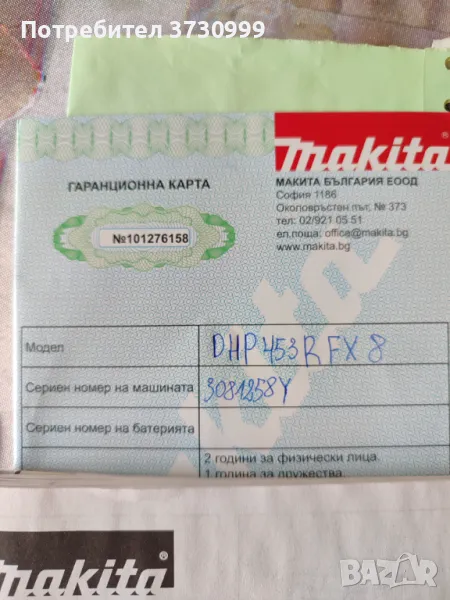 Потребител 3730999
makita
ГАРАНЦИОННА КАРТА
МАКИТА БЪЛГАРИЯ ЕООД
София 1186
Околовръстен път, № 373
тел: 02/921 05 51
ел.поща: office@makita.bg
www.makita.bg
№101276158
Модел DHP453RFX8
Сериен номер на машината 3081258Y
Сериен номер на батерията
2 години за физически лица.
1 година за дружества.
makita
BAZAR